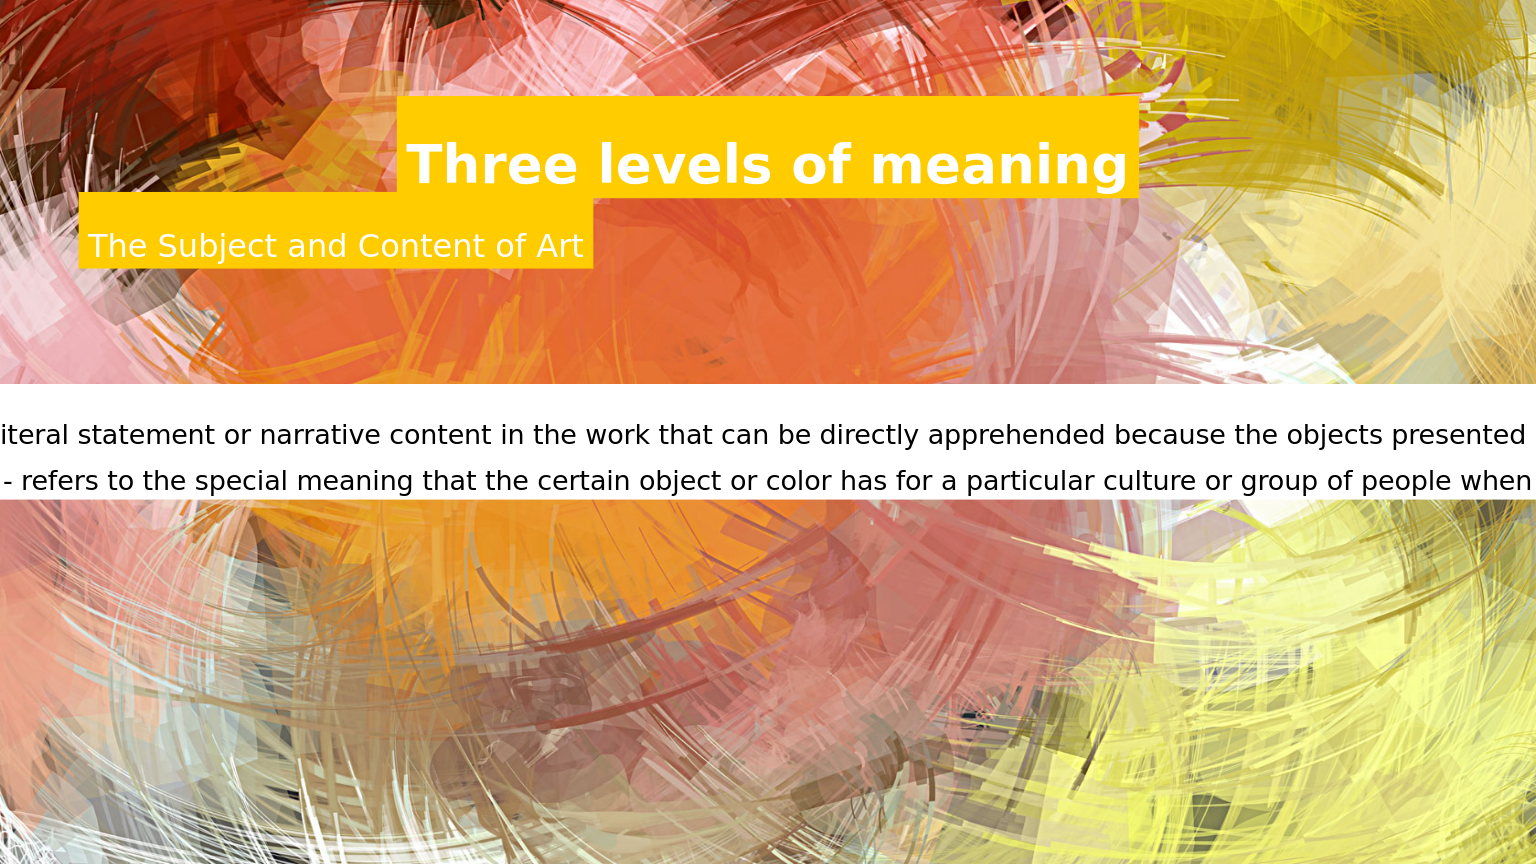 Three levels of meaning
The Subject and Content of Art
statement or narrative content in the work that can be directly apprehended because the objects presented
- refers to the special meaning that the certain object or color has for a particular culture or group of people when